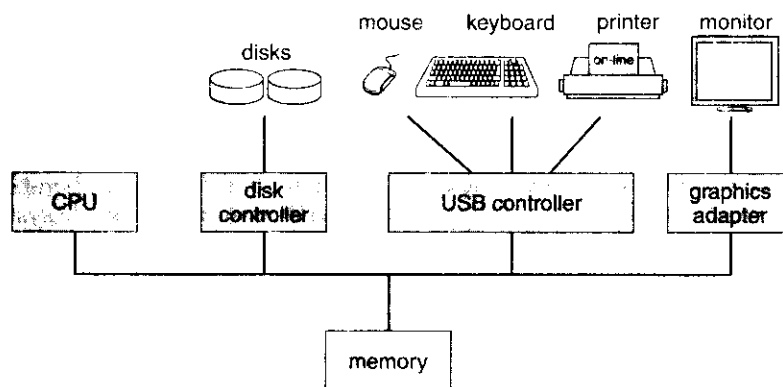 mouse keyboard printer monitor
disks
on-line
CPU
disk
controller
USB controller
graphics
adapter
memory